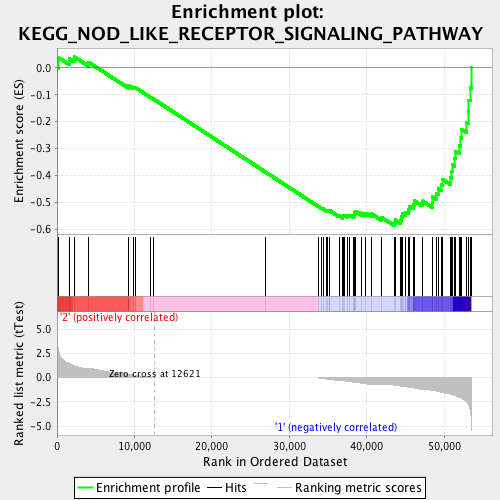 Enrichment plot:
KEGG_NOD_LIKE_RECEPTOR_SIGNALING_PATHWAY
Enrichment score (ES)
0.0
-0.1
-0.2
-0.3
-0.4
-0.5
-0.6
'2' (positively correlated)
Ranked list metric (tTest)
5.0
2.5
0.0
-2.5
-5.0
Zero cross at 12621
'1' (negatively correlated)
0
10,000
20,000
30,000
40,000
50,000
Rank in Ordered Dataset
Enrichment profile
Hits
Ranking metric scores